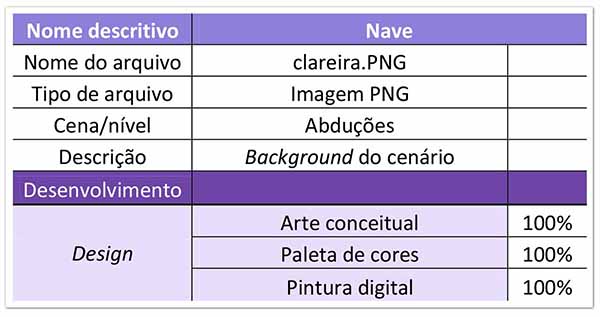 Nome descritivo Nave
Nome do arquivo clareira.PNG
Tipo de arquivo Imagem PNG
Cena/nível Abduções
Descrição Background do cenário
Desenvolvimento
Arte conceitual 100%
Design Paleta de cores 100%
Pintura digital 100%